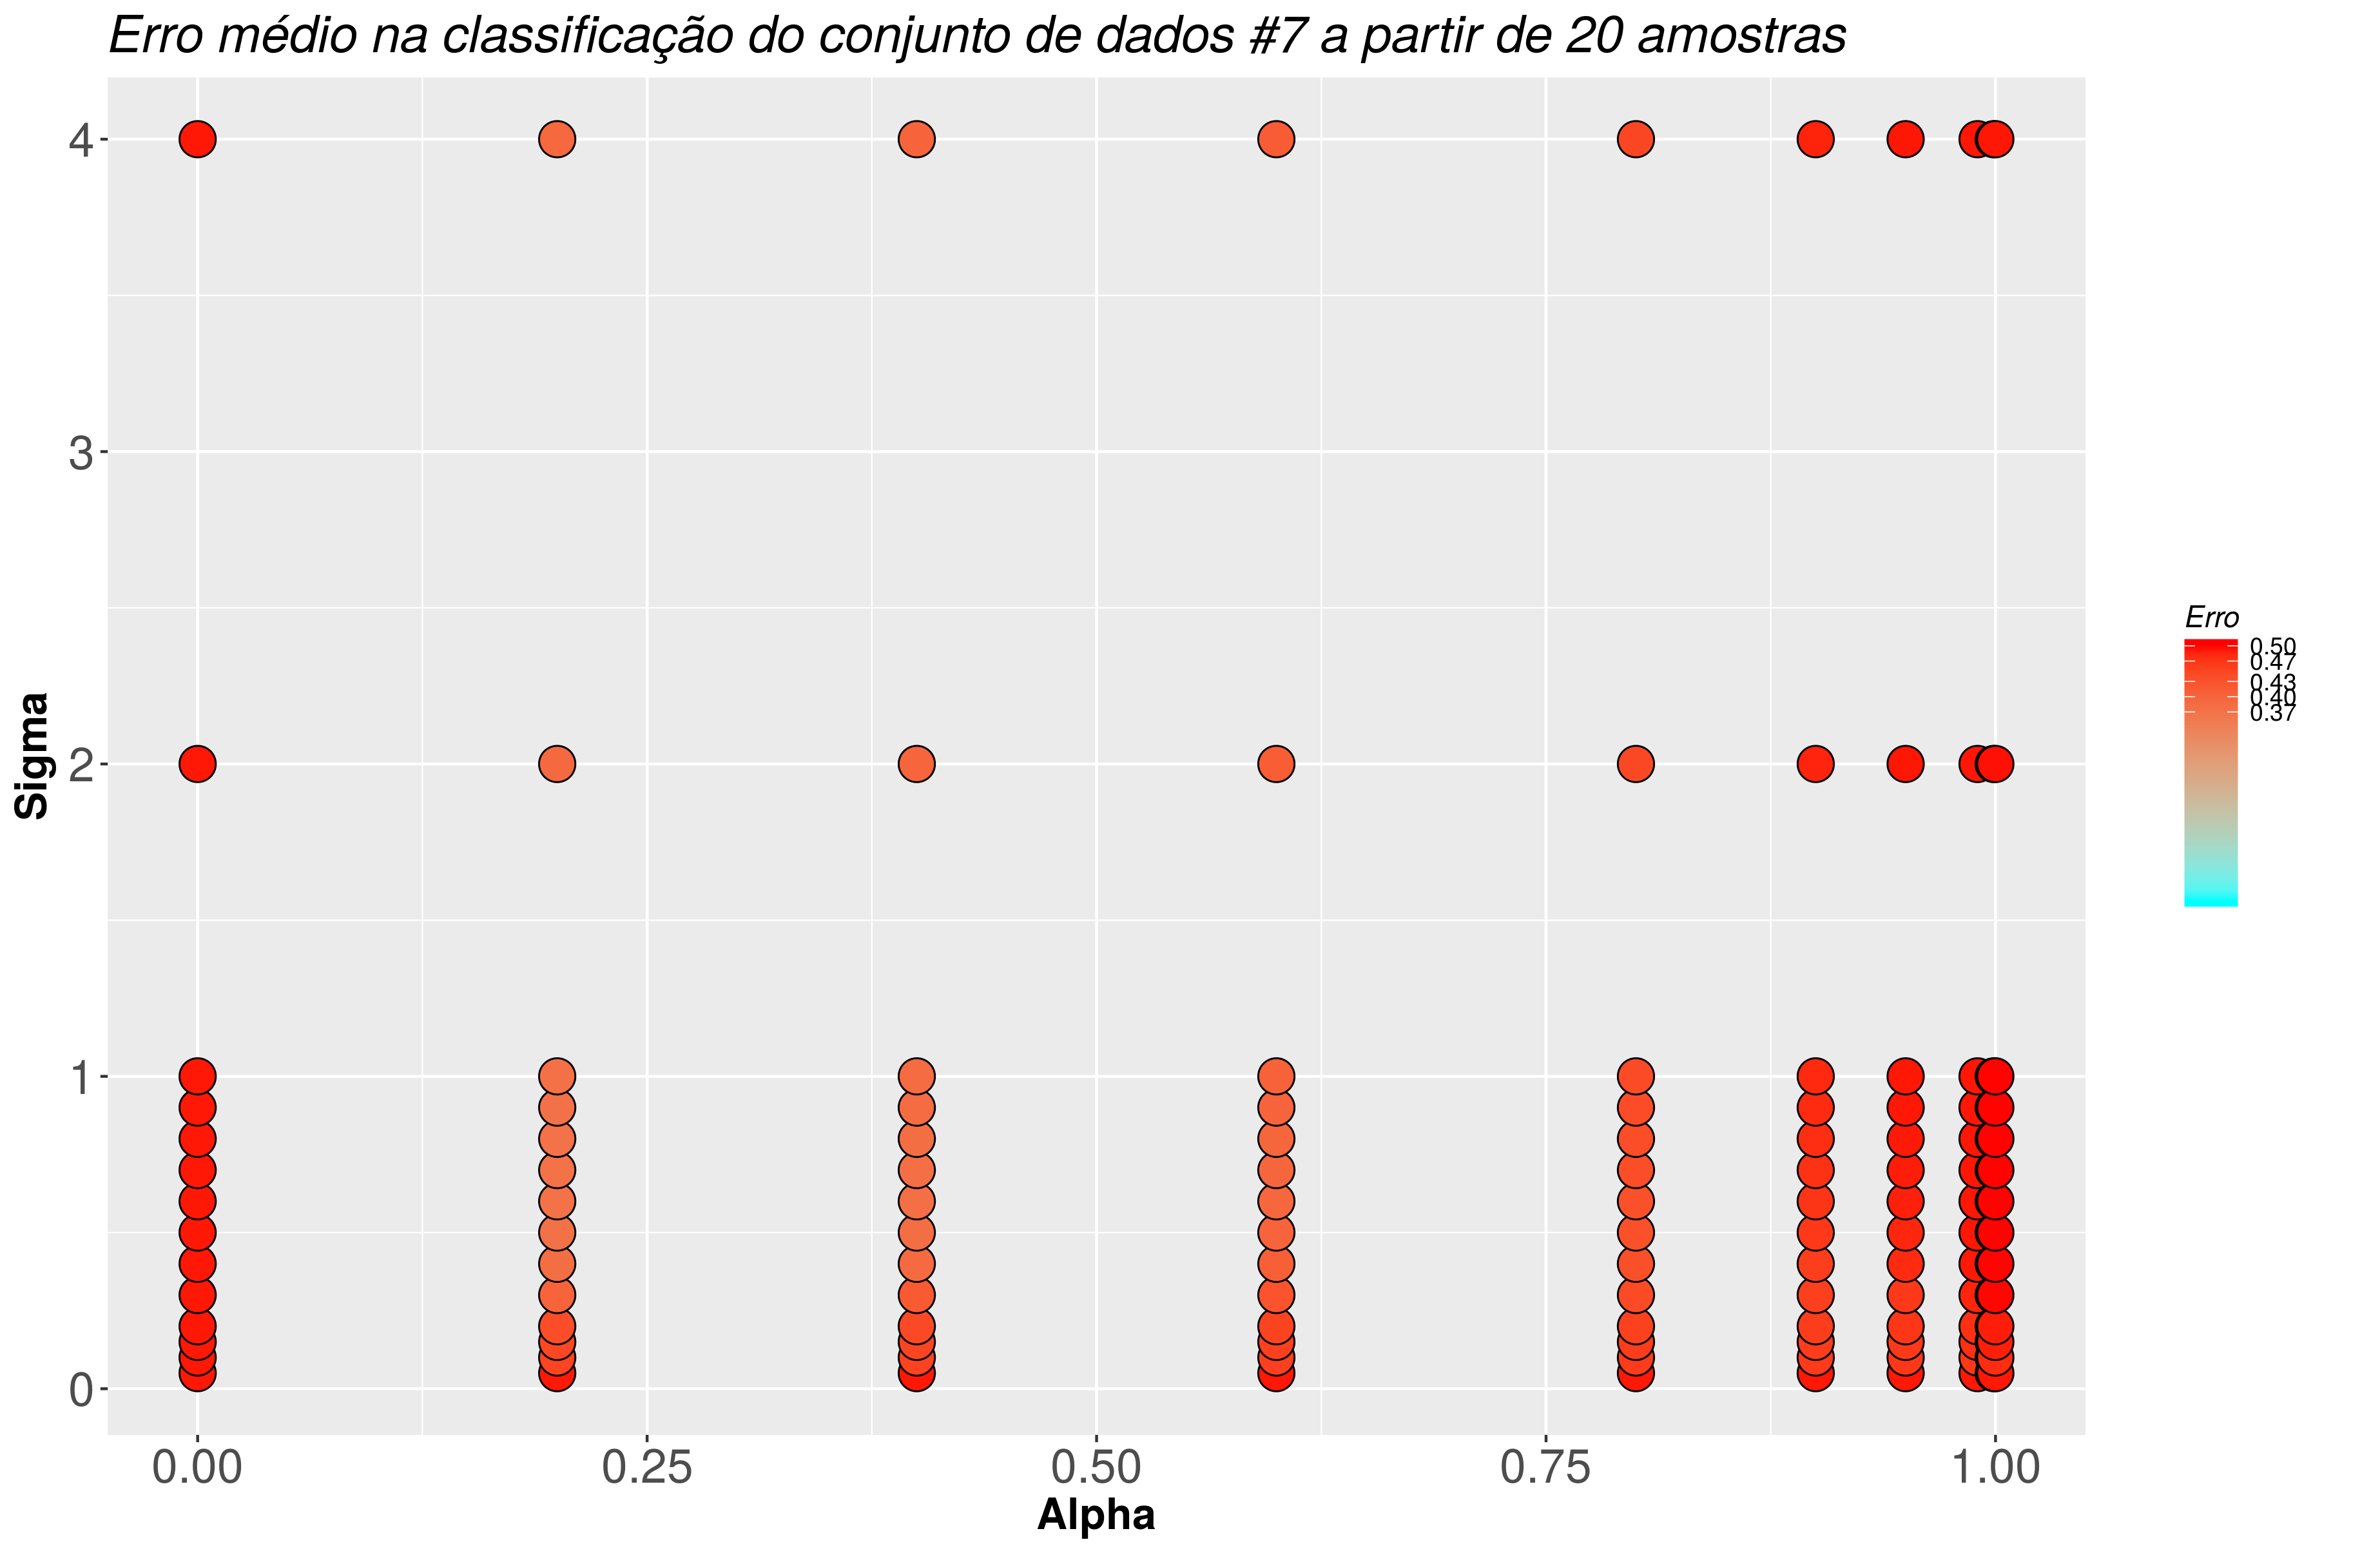 Erro médio na classificação do conjunto de dados #7 a partir de 20 amostras
4
3
2
1
0
Sigma
0.00 0.25 0.50 0.75 1.00
Alpha
Erro
0.50
0.47
0.43
0.40
0.37